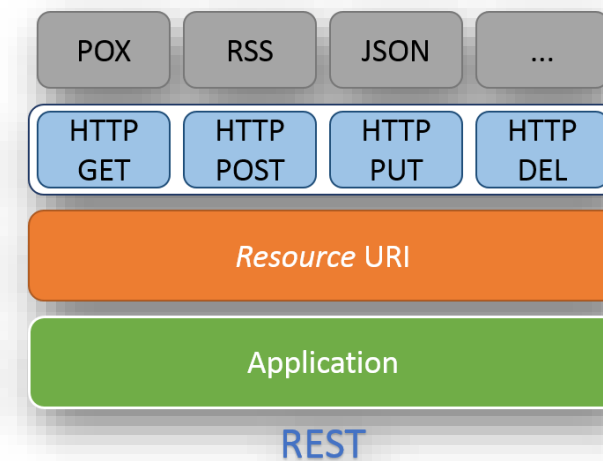 POX RSS JSON ...
HTTP HTTP HTTP HTTP
GET POST PUT DEL
Resource URI
Application
REST